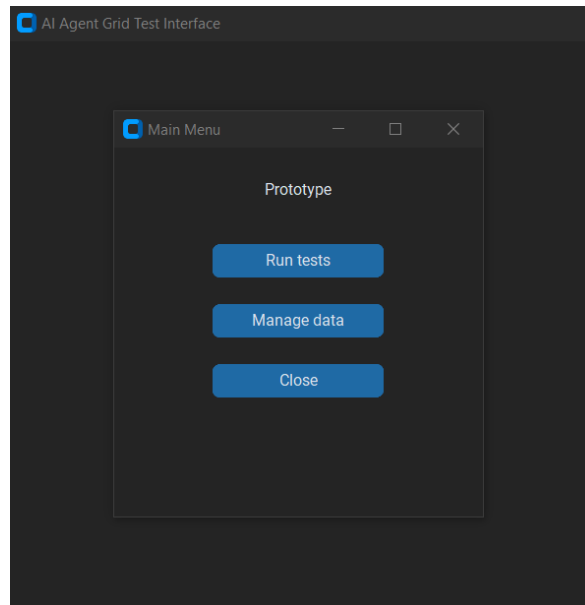 AI Agent Grid Test Interface
Main Menu
Prototype
Run tests
Manage data
Close